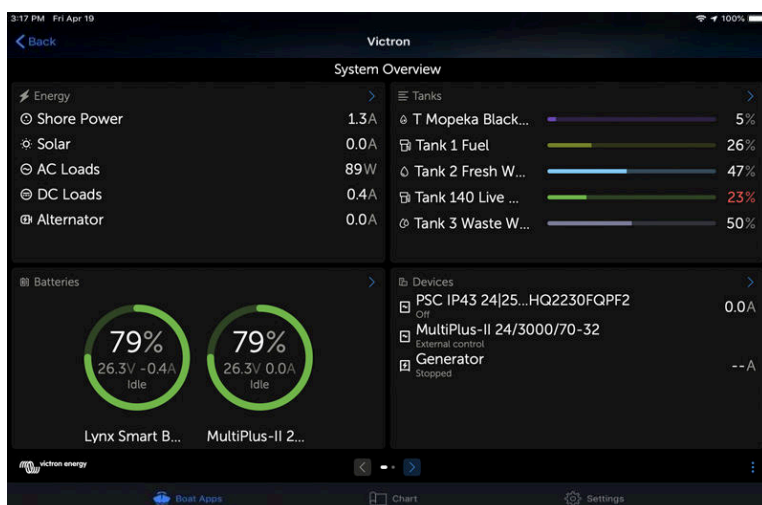 3:17 PM Fri Apr 19 100%
Back Victron
System Overview
Energy
Shore Power 1.3A
Solar 0.0A
AC Loads 89W
DC Loads 0.4A
Alternator 0.0A
Tanks
T Mopeka Black... 5%
Tank 1 Fuel 26%
Tank 2 Fresh W... 47%
Tank 140 Live ... 23%
Tank 3 Waste W... 50%
Batteries
79%
26.3V -0.4A
Idle
Lynx Smart B...
79%
26.3V 0.0A
Idle
MultiPlus-II 2...
Devices
PSC IP43 24|25...HQ2230FQPF2 0.0A
Off
MultiPlus-II 24/3000/70-32
External control
Generator --A
Stopped
victron energy
Boat Apps Chart Settings